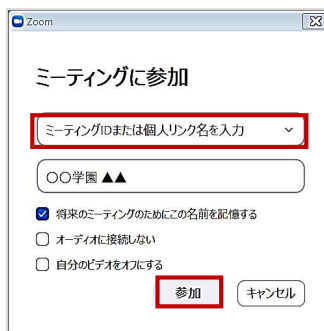 Zoom
ミーティングに参加
ミーティングIDまたは個人リンク名を入力
〇〇学園 ▲▲
将来のミーティングのためにこの名前を記憶する
オーディオに接続しない
自分のビデオをオフにする
参加 キャンセル